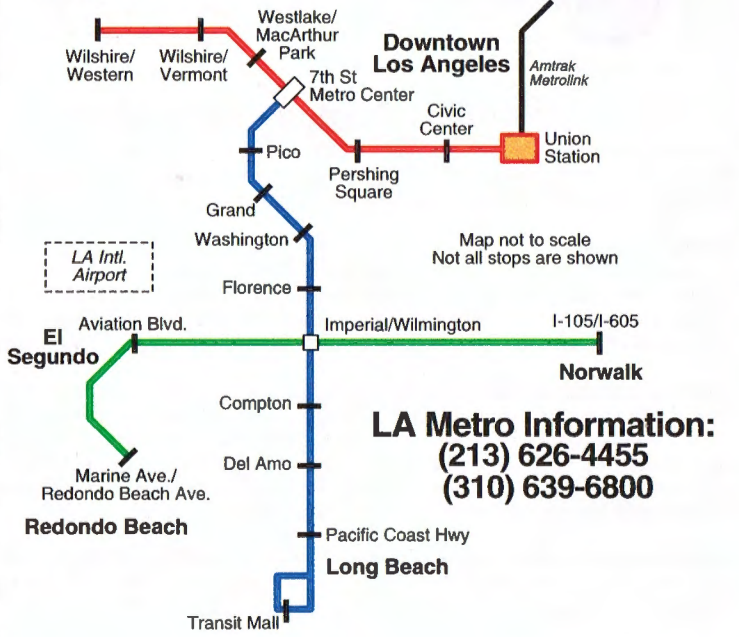 Westlake/
MacArthur
Park
Wilshire/
Western
Wilshire/
Vermont
7th St
Metro Center
Downtown
Los Angeles
Amtrak
Metrolink
Civic
Center
Union
Station
Pershing
Square
Pico
Grand
Washington
Map not to scale
Not all stops are shown
LA Intl.
Airport
Florence
Aviation Blvd.
Imperial/Wilmington
I-105/I-605
El
Segundo
Norwalk
Compton
LA Metro Information:
(213) 626-4455
(310) 639-6800
Del Amo
Marine Ave./
Redondo Beach Ave.
Redondo Beach
Pacific Coast Hwy
Long Beach
Transit Mall